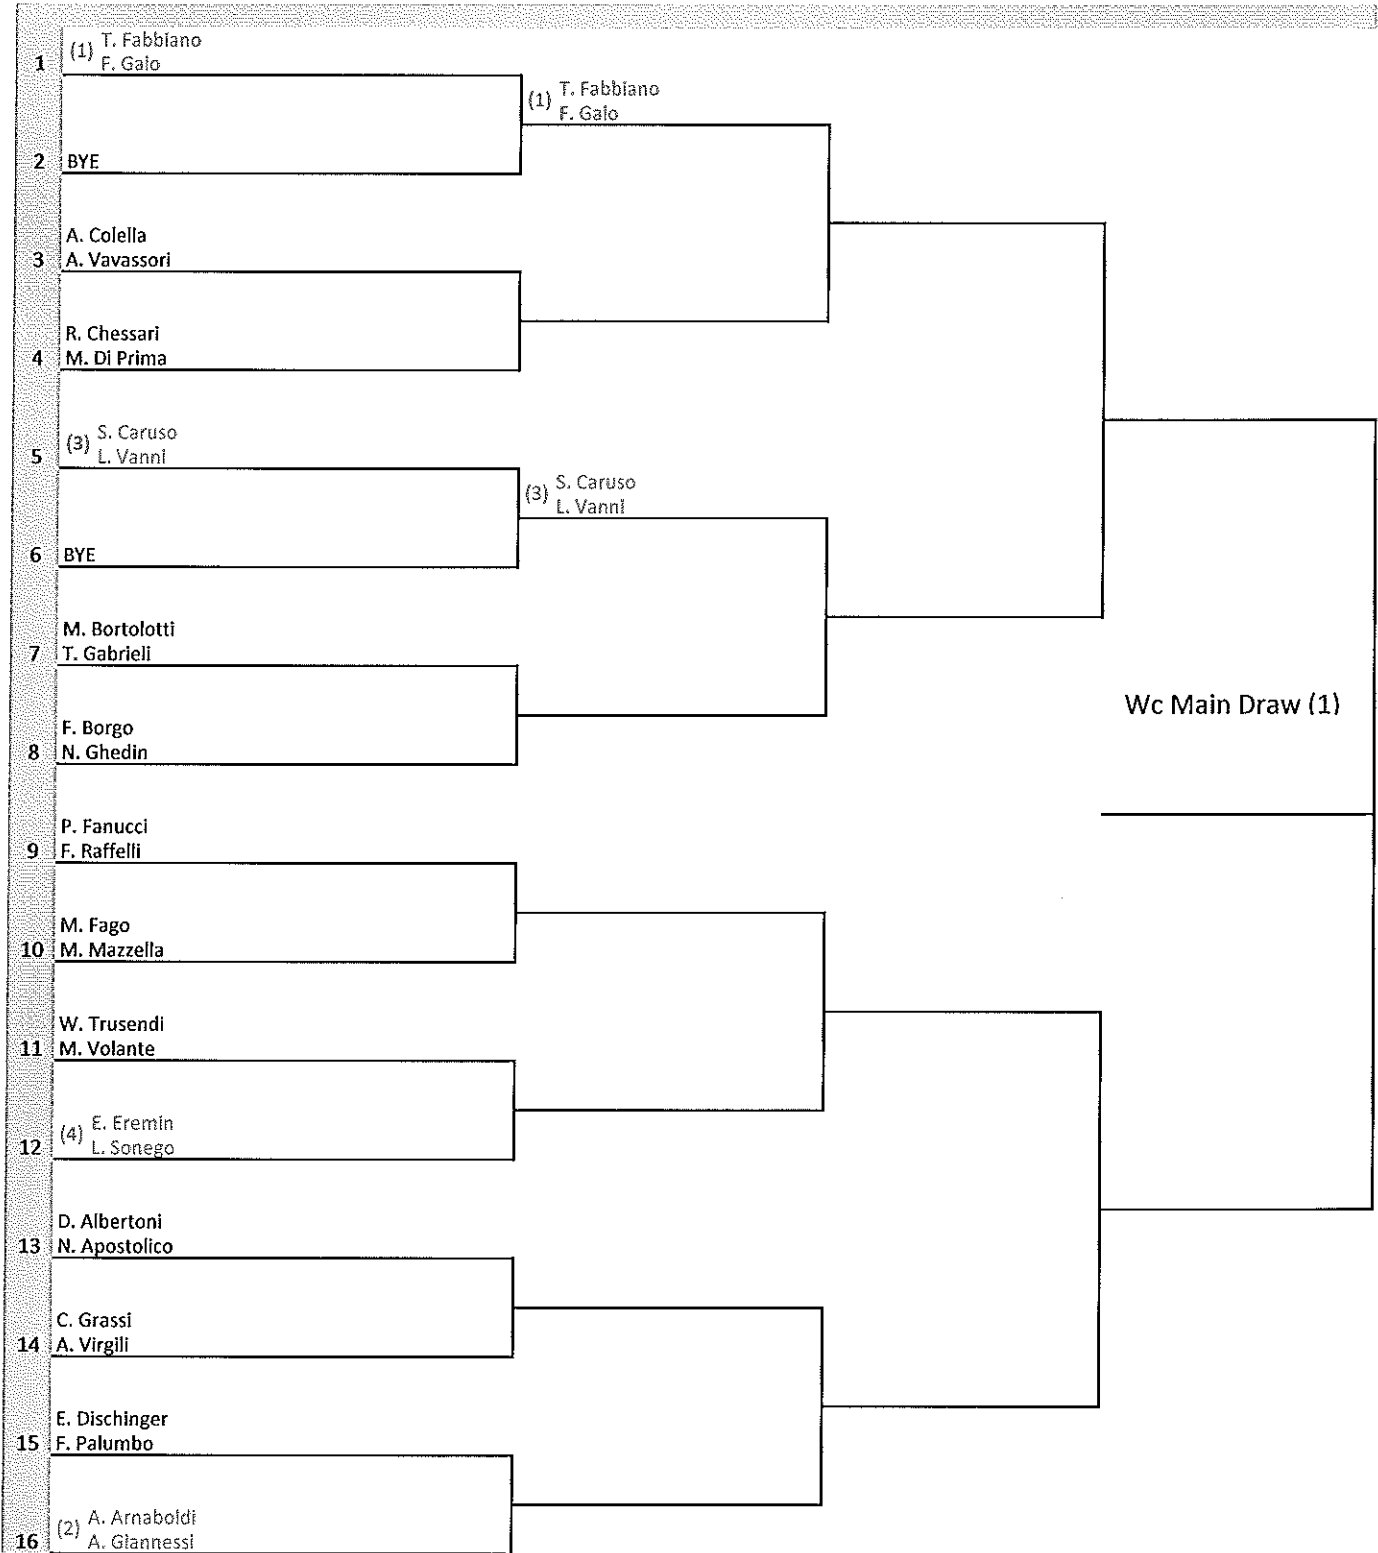 (1) T. Fabbiano
1 F. Gaio
(1) T. Fabbiano
F. Gaio
2 BYE
A. Colella
3 A. Vavassori
R. Chessari
4 M. Di Prima
(3) S. Caruso
5 L. Vanni
(3) S. Caruso
L. Vanni
6 BYE
M. Bortolotti
7 T. Gabrieli
Wc Main Draw (1)
F. Borgo
8 N. Ghedin
P. Fanucci
9 F. Raffelli
M. Fago
10 M. Mazzella
W. Trusendi
11 M. Volante
(4) E. Eremin
12 L. Sonego
D. Albertoni
13 N. Apostolico
C. Grassi
14 A. Virgili
E. Dischinger
15 F. Palumbo
(2) A. Arnaboldi
16 A. Giannessi